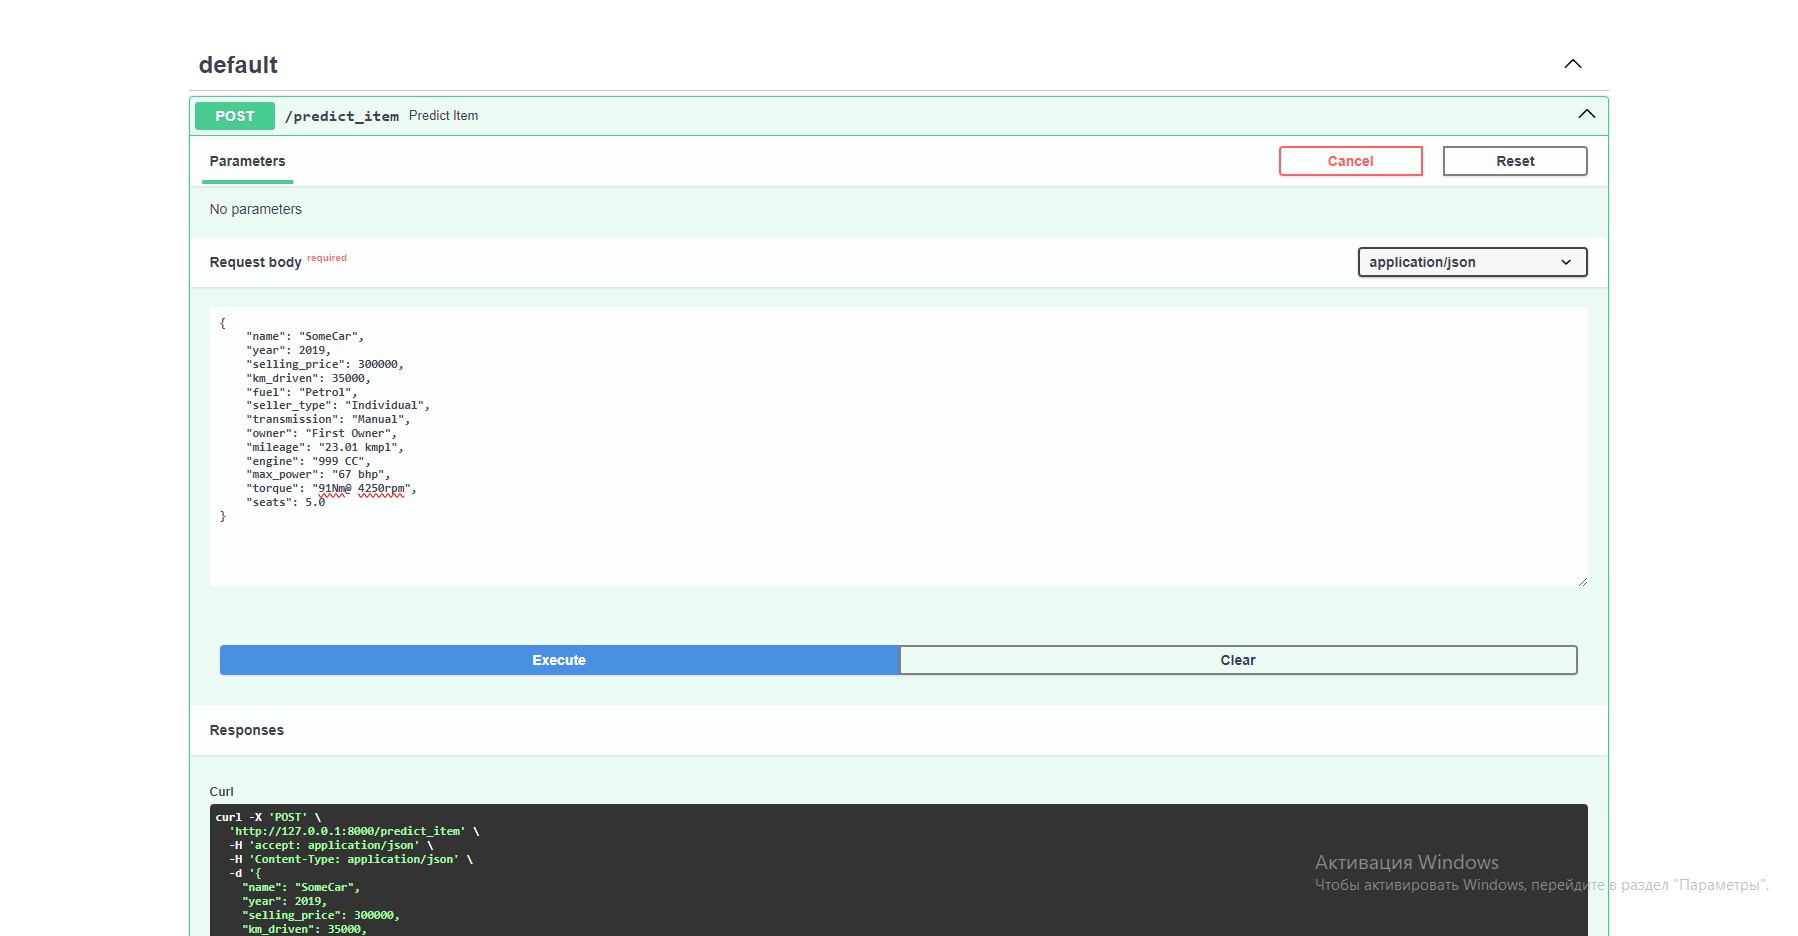 default
POST /predict_item Predict Item
Parameters
Cancel
Reset
No parameters
Request body required
application/json
{
    "name": "SomeCar",
    "year": 2019,
    "selling_price": 300000,
    "km_driven": 35000,
    "fuel": "Petrol",
    "seller_type": "Individual",
    "transmission": "Manual",
    "owner": "First Owner",
    "mileage": "23.01 kmpl",
    "engine": "999 CC",
    "max_power": "67 bhp",
    "torque": "91Nm@ 4250rpm",
    "seats": 5.0
}
Execute
Clear
Responses
Curl
curl -X 'POST' \
  'http://127.0.0.1:8000/predict_item' \
  -H 'accept: application/json' \
  -H 'Content-Type: application/json' \
  -d '{
    "name": "SomeCar",
    "year": 2019,
    "selling_price": 300000,
    "km_driven": 35000,
Активация Windows
Чтобы активировать Windows, перейдите в раздел "Параметры".